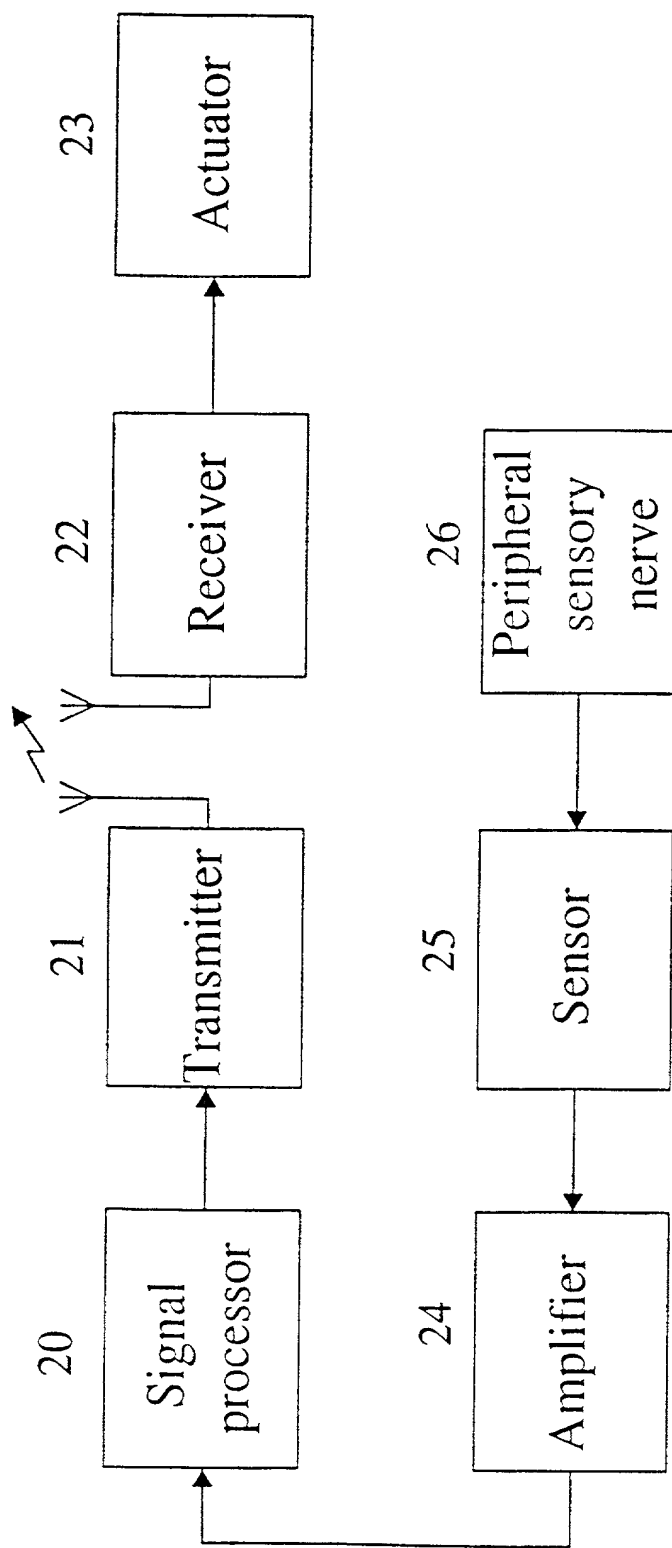 20
Signal
processor
21
Transmitter
22
Receiver
23
Actuator
24
Amplifier
25
Sensor
26
Peripheral
sensory
nerve